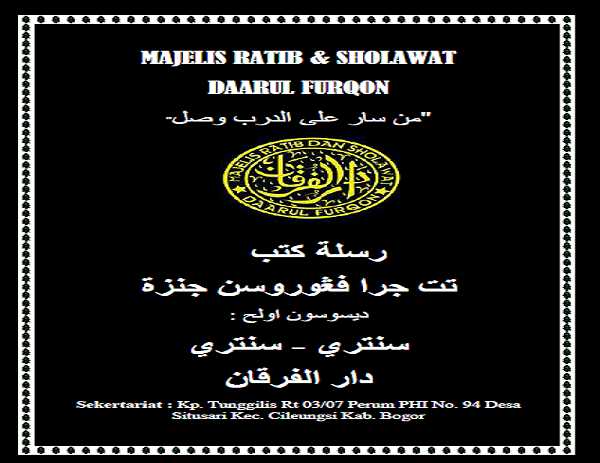 MAJELIS RATIB & SHOLAWAT
DAARUL FURQON
"من سار على الدرب وصل-
MAJELIS RATIB DAN SHOLAWAT
دار الفرقان
DAARUL FURQON
رسلة كتب
تت جرا فڠوروسن جنزة
ديسوسون اولح :
سنتري – سنتري
دار الفرقان
Sekertariat : Kp. Tunggilis Rt 03/07 Perum PHI No. 94 Desa
Situsari Kec. Cileungsi Kab. Bogor